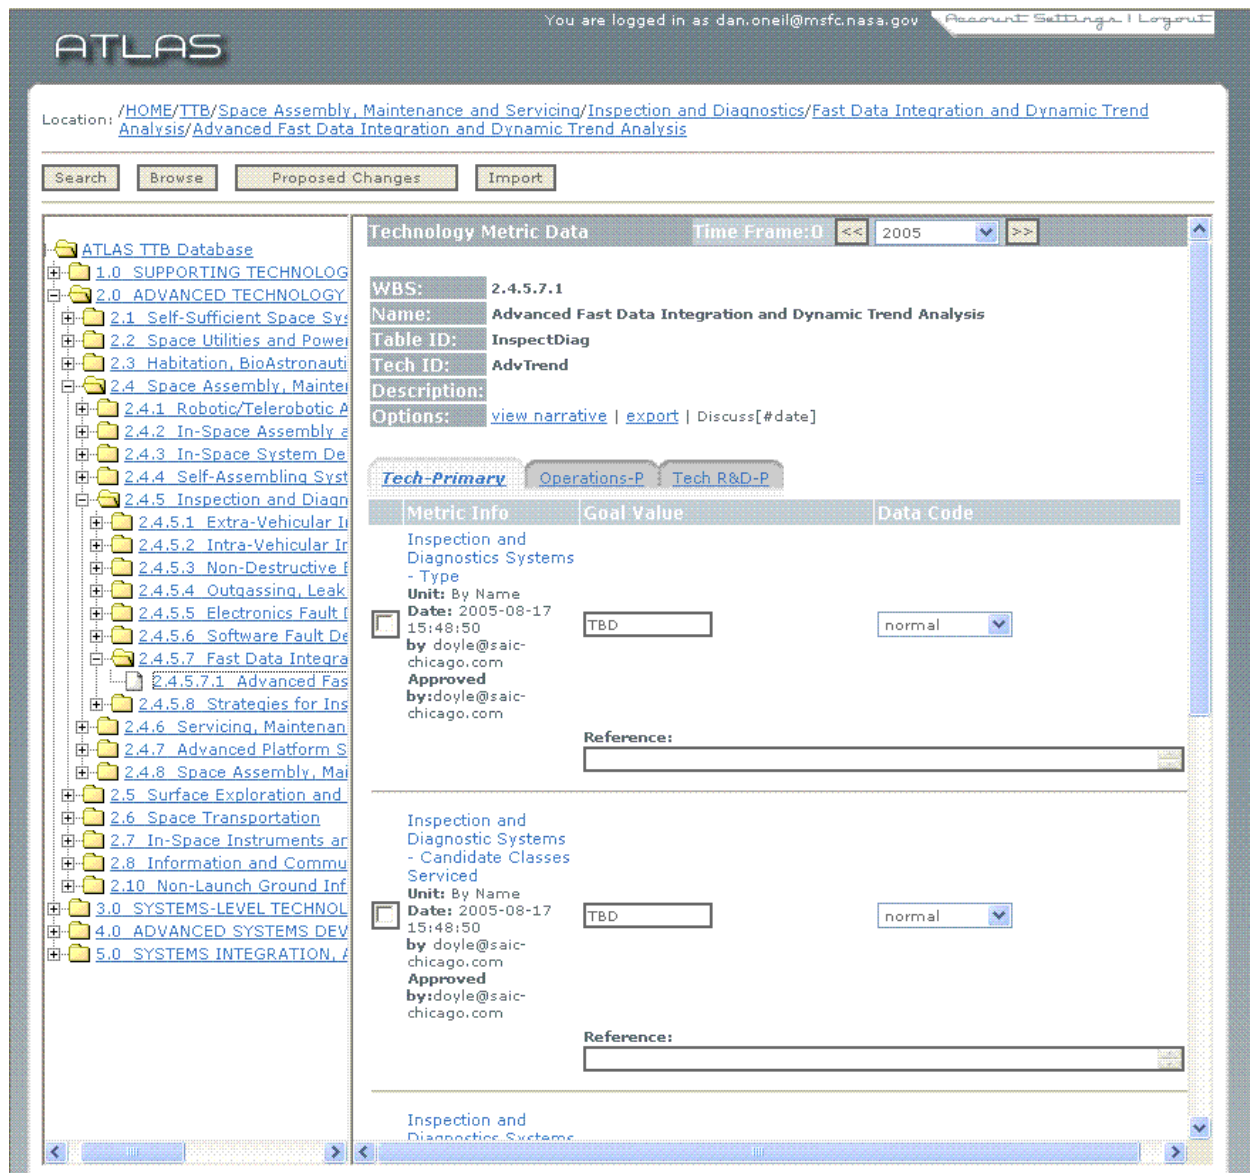 You are logged in as dan.oneil@msfc.nasa.gov Account Settings | Logout
ATLAS
Location: /HOME/TTB/Space Assembly, Maintenance and Servicing/Inspection and Diagnostics/Fast Data Integration and Dynamic Trend
Analysis/Advanced Fast Data Integration and Dynamic Trend Analysis
Search Browse Proposed Changes Import
ATLAS TTB Database
1.0 SUPPORTING TECHNOLOG
2.0 ADVANCED TECHNOLOGY
2.1 Self-Sufficient Space Sys
2.2 Space Utilities and Power
2.3 Habitation, BioAstronauti
2.4 Space Assembly, Mainte
2.4.1 Robotic/Telerobotic A
2.4.2 In-Space Assembly a
2.4.3 In-Space System De
2.4.4 Self-Assembling Syst
2.4.5 Inspection and Diagn
2.4.5.1 Extra-Vehicular I
2.4.5.2 Intra-Vehicular Ir
2.4.5.3 Non-Destructive E
2.4.5.4 Outgassing, Leak
2.4.5.5 Electronics Fault D
2.4.5.6 Software Fault De
2.4.5.7 Fast Data Integra
2.4.5.7.1 Advanced Fas
2.4.5.8 Strategies for Ins
2.4.6 Servicing, Maintenan
2.4.7 Advanced Platform S
2.4.8 Space Assembly, Mai
2.5 Surface Exploration and
2.6 Space Transportation
2.7 In-Space Instruments an
2.8 Information and Commu
2.10 Non-Launch Ground Inf
3.0 SYSTEMS-LEVEL TECHNOL
4.0 ADVANCED SYSTEMS DEV
5.0 SYSTEMS INTEGRATION, A
Technology Metric Data Time Frame:0 << 2005 >>
WBS: 2.4.5.7.1
Name: Advanced Fast Data Integration and Dynamic Trend Analysis
Table ID: InspectDiag
Tech ID: AdvTrend
Description:
Options: view narrative | export | Discuss[#date]
Tech-Primary Operations-P Tech R&D-P
Metric Info Goal Value Data Code
Inspection and
Diagnostics Systems
- Type
Unit: By Name
Date: 2005-08-17
15:48:50
by doyle@saic-
chicago.com
Approved
by:doyle@saic-
chicago.com
TBD normal
Reference:
Inspection and
Diagnostic Systems
- Candidate Classes
Serviced
Unit: By Name
Date: 2005-08-17
15:48:50
by doyle@saic-
chicago.com
Approved
by:doyle@saic-
chicago.com
TBD normal
Reference:
Inspection and
Diagnostics Systems